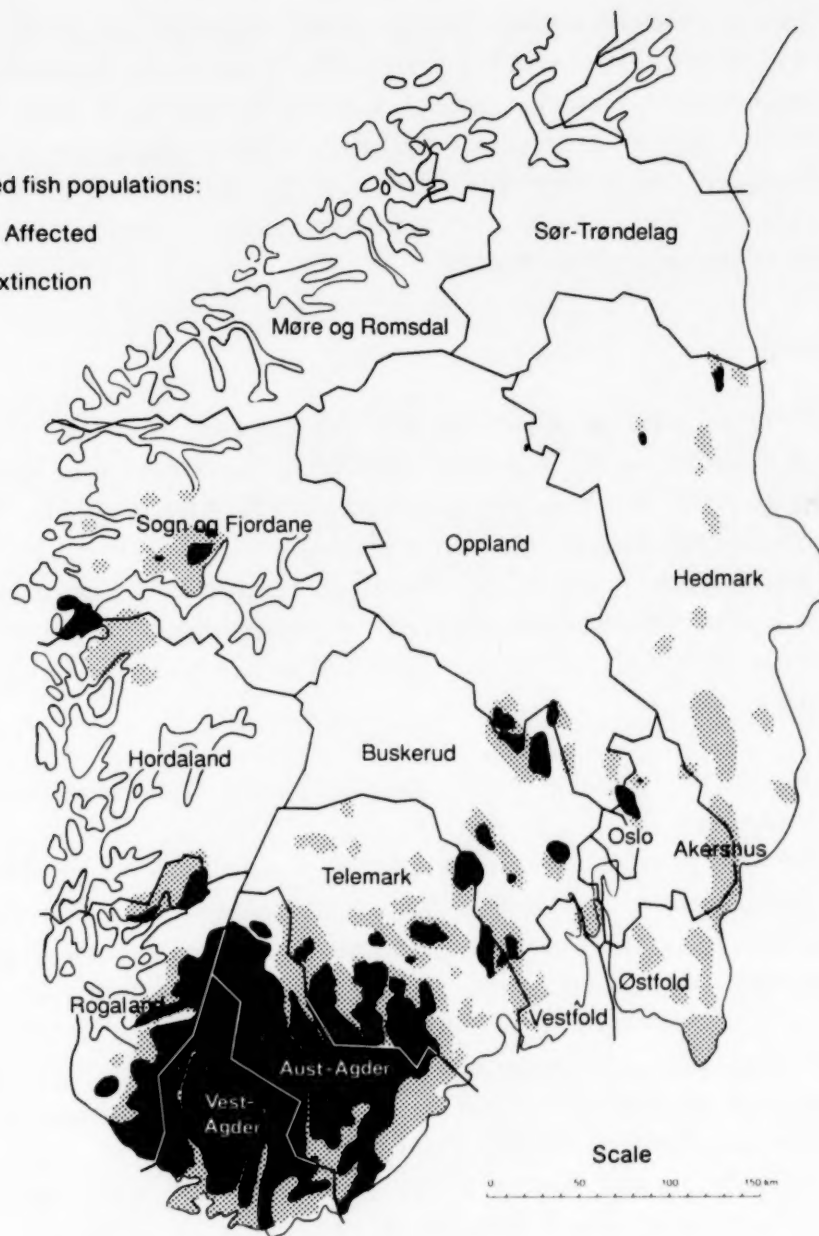 ed fish populations:
Affected
xtinction
Sør-Trøndelag
Møre og Romsdal
Sogn og Fjordane
Oppland
Hedmark
Hordaland
Buskerud
Oslo
Akershus
Telemark
Rogaland
Østfold
Vestfold
Aust-Agder
Vest-
Agder
Scale
0 50 100 150 km